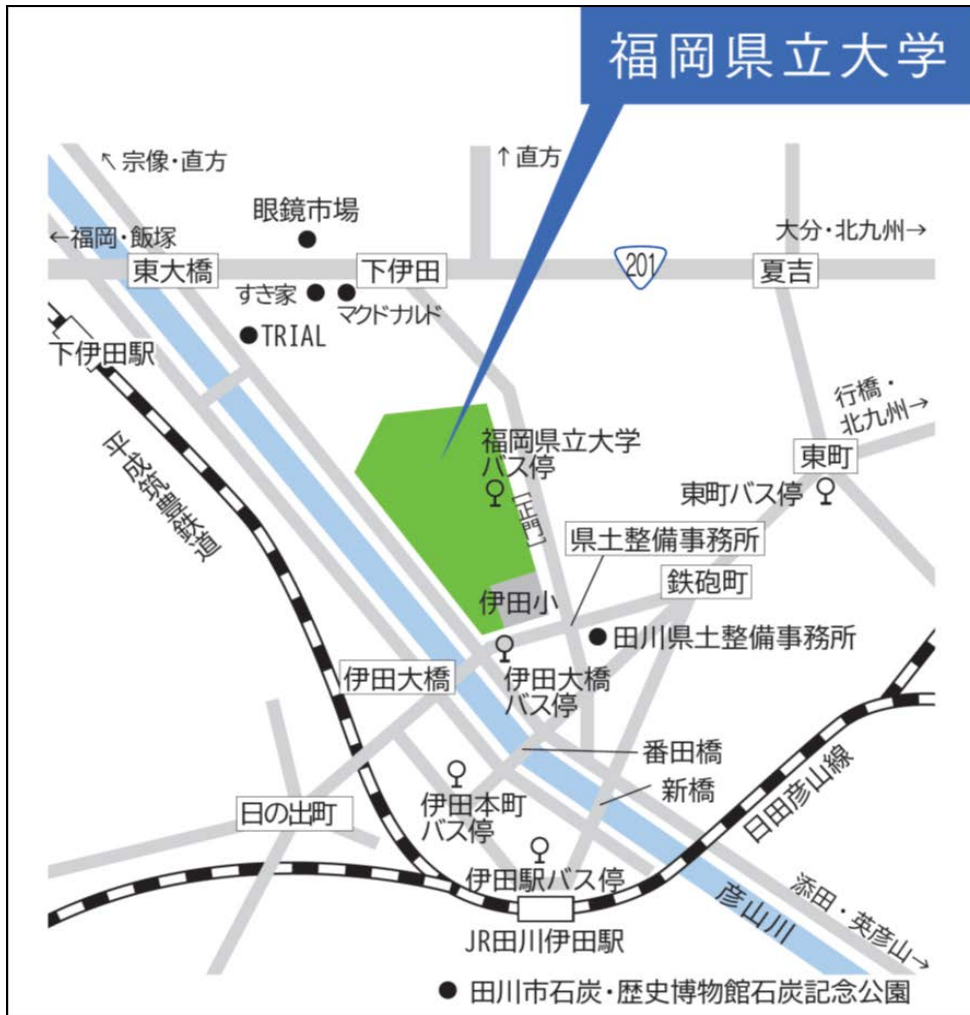 福岡県立大学
↖宗像・直方
↑直方
眼鏡市場
←福岡・飯塚
大分・北九州→
東大橋
下伊田
201
夏吉
すき家
マクドナルド
TRIAL
下伊田駅
行橋・
北九州→
平成筑豊鉄道
福岡県立大学
バス停
東町
東町バス停
[正門]
県土整備事務所
鉄砲町
伊田小
田川県土整備事務所
伊田大橋
伊田大橋
バス停
番田橋
新橋
日田彦山線
日の出町
伊田本町
バス停
伊田駅バス停
JR田川伊田駅
彦山川
添田・英彦山→
田川市石炭・歴史博物館石炭記念公園